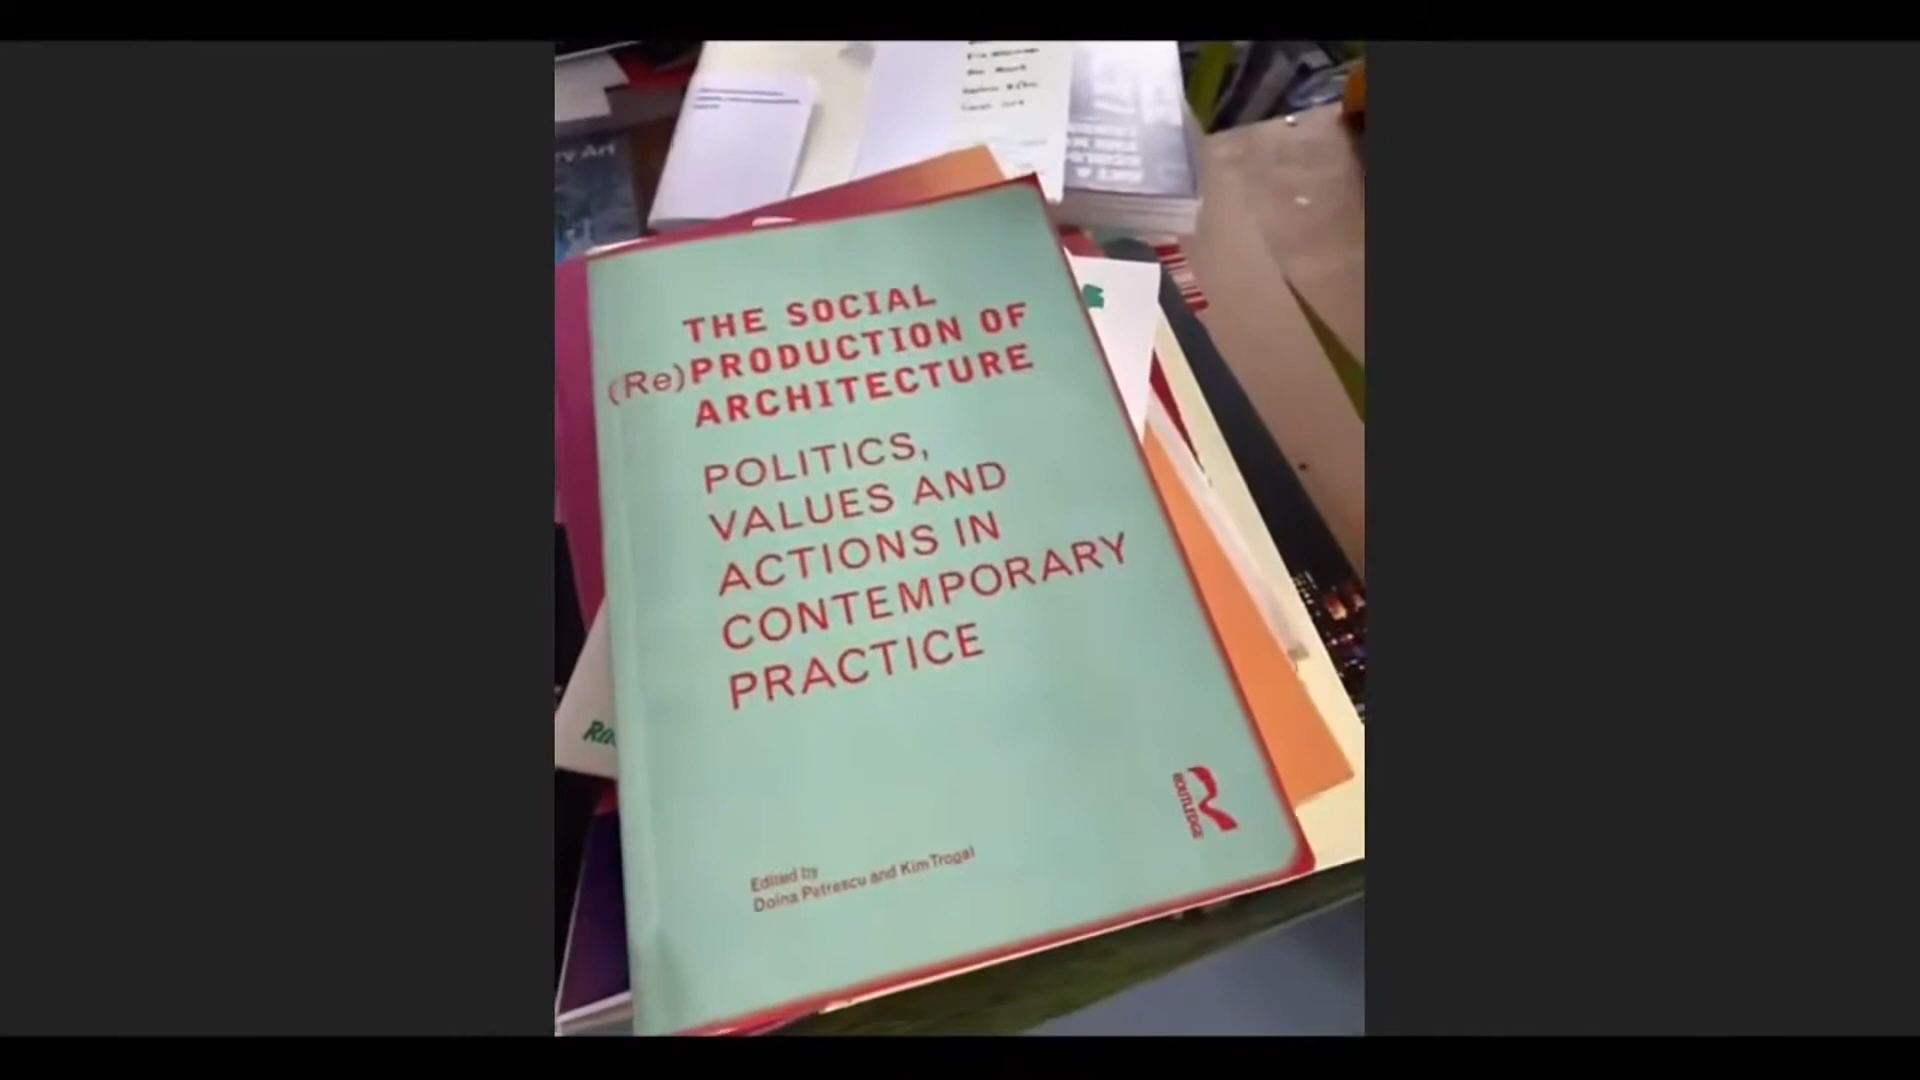 THE SOCIAL
(Re)PRODUCTION OF
ARCHITECTURE
POLITICS,
VALUES AND
ACTIONS IN
CONTEMPORARY
PRACTICE
ROUTLEDGE
Edited by
Doina Petrescu and Kim Trogal